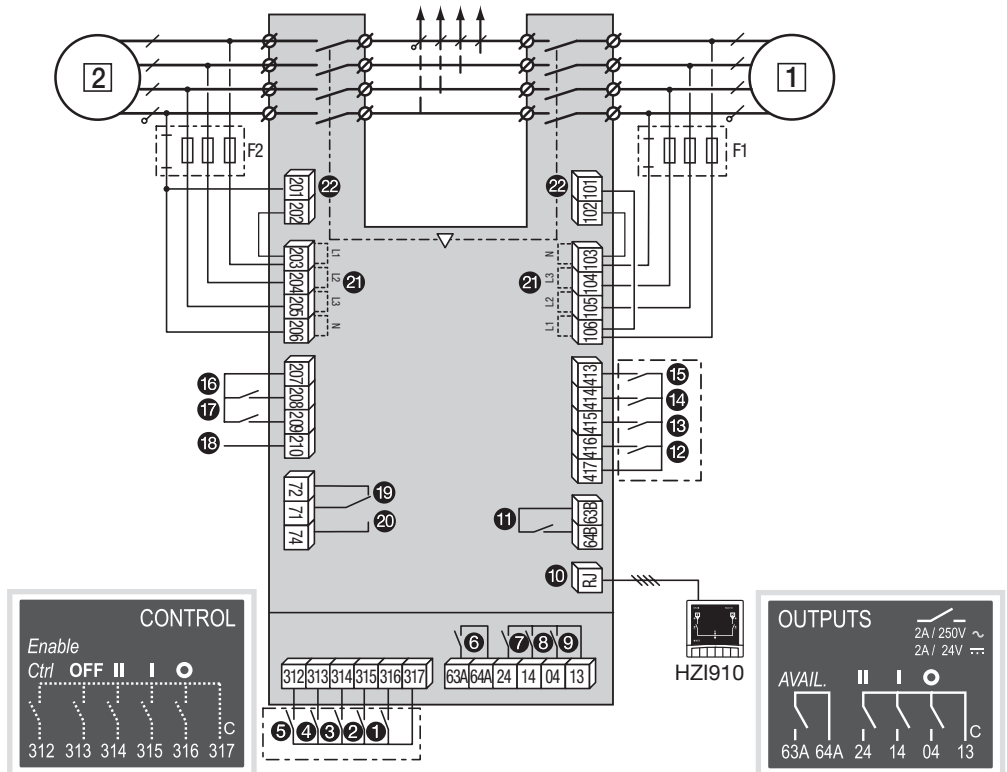 2
1
F2
F1
201
202
22
22
101
102
203
204
205
206
L1
L2
L3
N
21
21
N
L3
L2
L1
103
104
105
106
16
17
18
207
208
209
210
413
414
415
416
417
15
14
13
12
72
71
74
19
20
11
63B
64B
10
RJ
HZI910
CONTROL
Enable
Ctrl OFF II I O
C
312 313 314 315 316 317
6 7 8 9
312 313 314 315 316 317
63A 64A 24 14 04 13
5 4 3 2 1
OUTPUTS
2A / 250V ~
2A / 24V ⎓
AVAIL. II I O
C
63A 64A 24 14 04 13